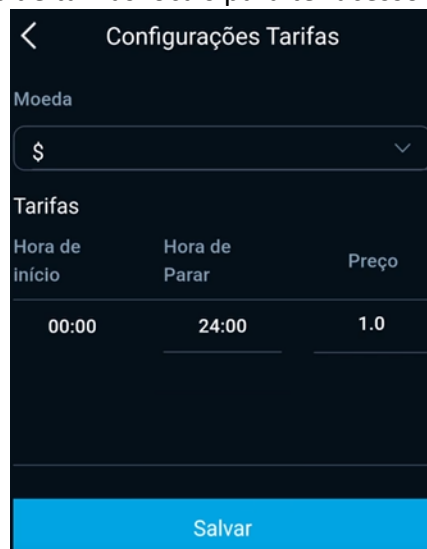 Configurações Tarifas
Moeda
$
Tarifas
Hora de início
Hora de Parar
Preço
00:00 24:00 1.0
Salvar